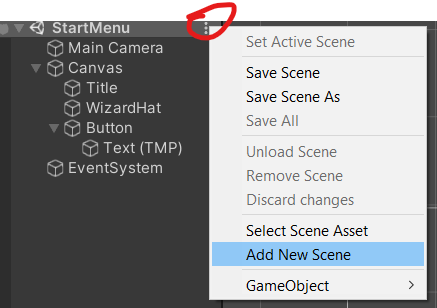 StartMenu
Main Camera
Canvas
Title
WizardHat
Button
Text (TMP)
EventSystem
Set Active Scene
Save Scene
Save Scene As
Save All
Unload Scene
Remove Scene
Discard changes
Select Scene Asset
Add New Scene
GameObject